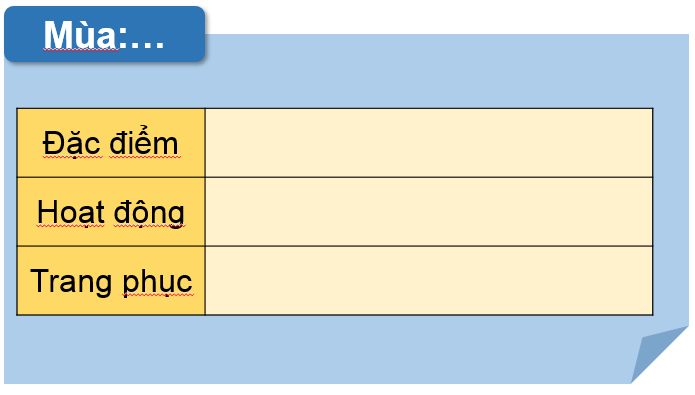 Mùa:...
Đặc điểm
Hoạt động
Trang phục